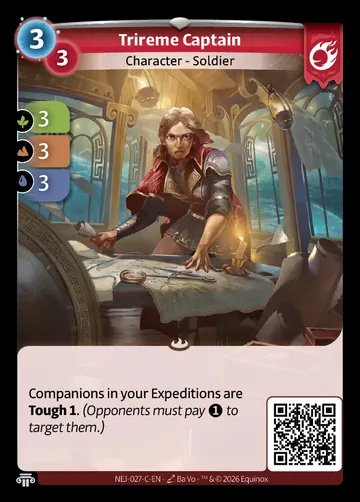 3
3
Trireme Captain
Character - Soldier
3
3
3
Companions in your Expeditions are
Tough 1. (Opponents must pay 1 to
target them.)
NEJ-027-C-EN - Ba Vo - ™ & © 2026 Equinox